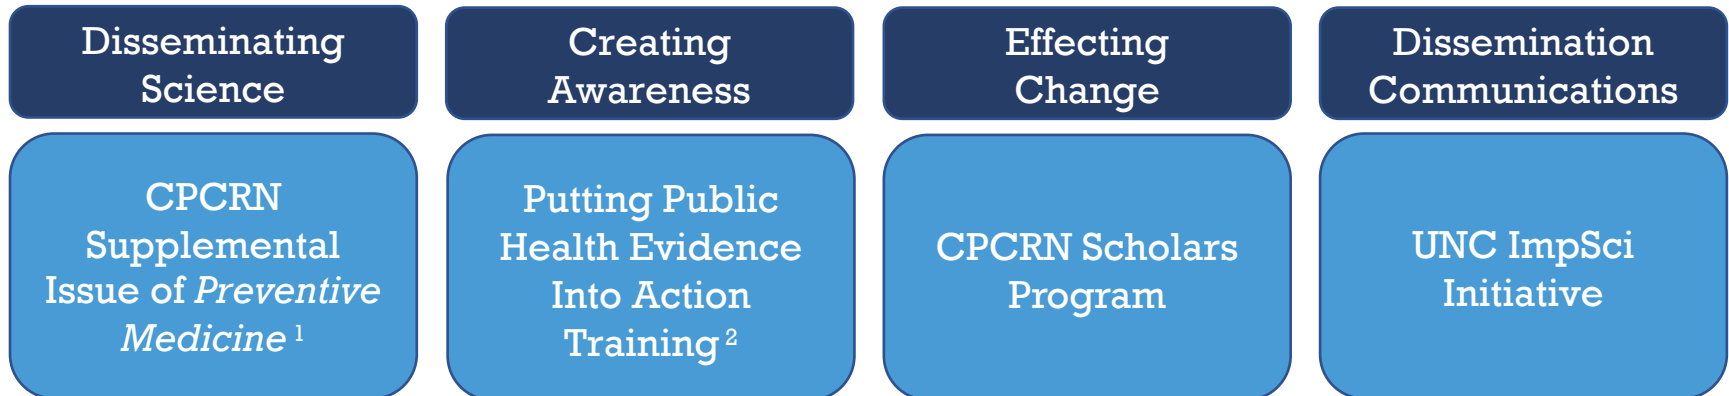 Disseminating
Science
Creating
Awareness
Effecting
Change
Dissemination
Communications
CPCRN
Supplemental
Issue of Preventive
Medicine 1
Putting Public
Health Evidence
Into Action
Training 2
CPCRN Scholars
Program
UNC ImpSci
Initiative